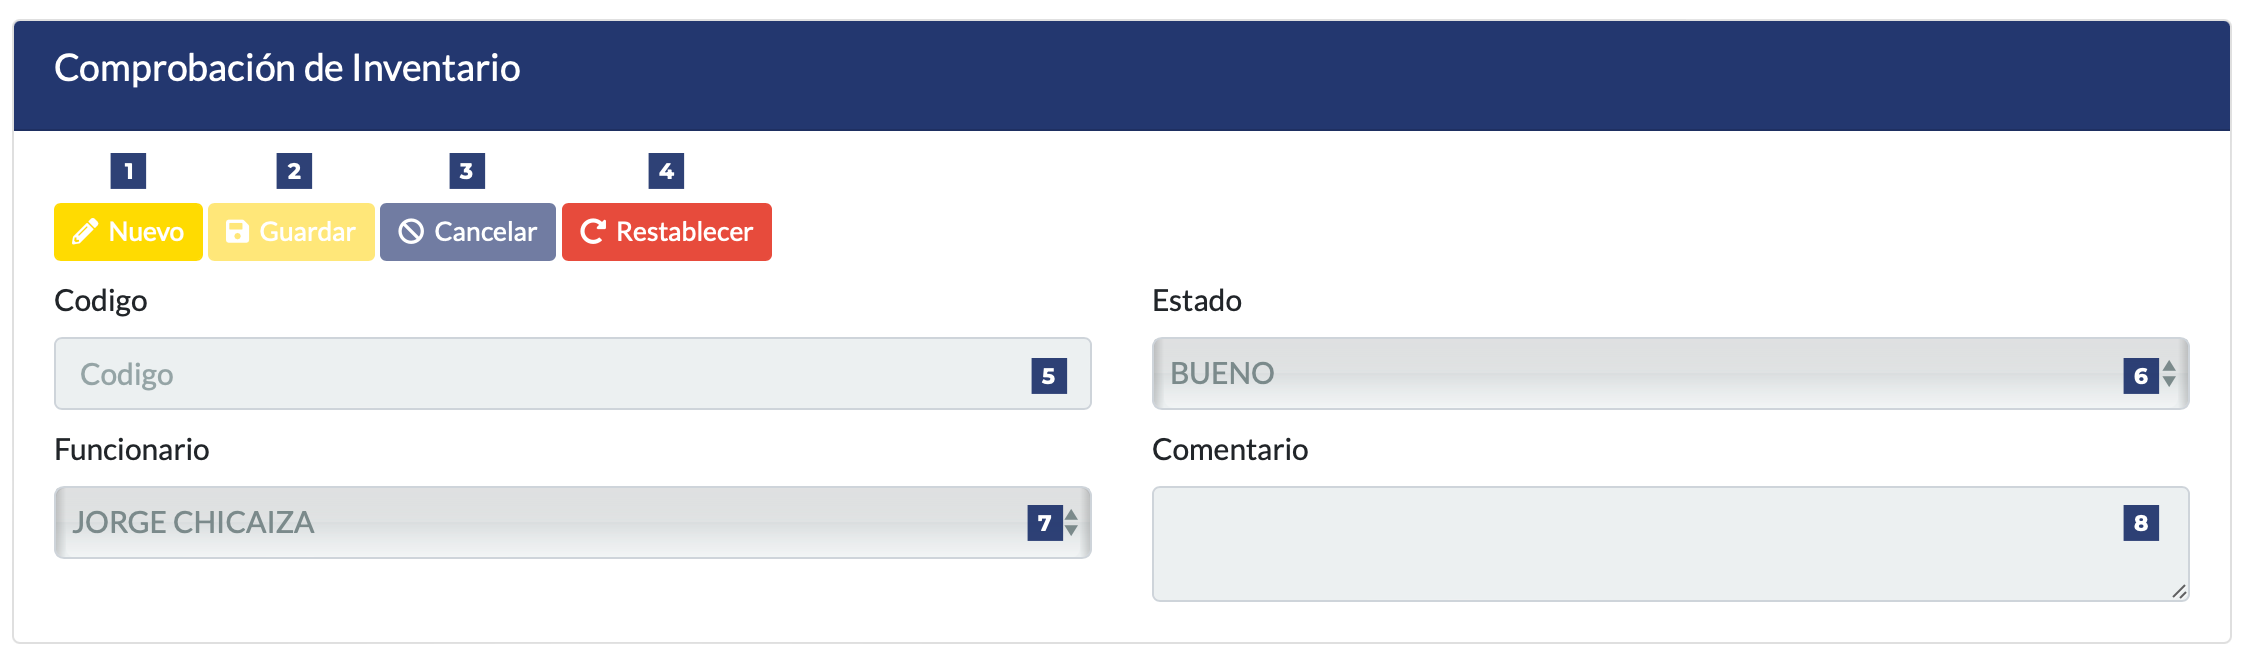 Comprobación de Inventario
1 2 3 4
Nuevo Guardar Cancelar Restablecer
Codigo Estado
Codigo 5 BUENO 6
Funcionario Comentario
JORGE CHICAIZA 7 8